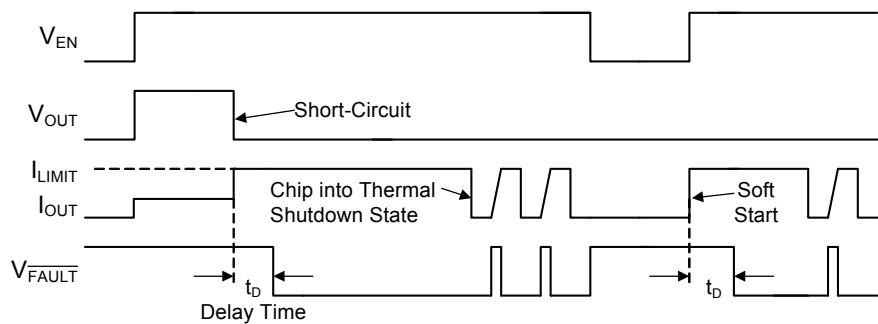 V_EN
V_OUT
Short-Circuit
I_LIMIT
I_OUT
Chip into Thermal
Shutdown State
Soft
Start
V_FAULT
t_D
t_D
Delay Time